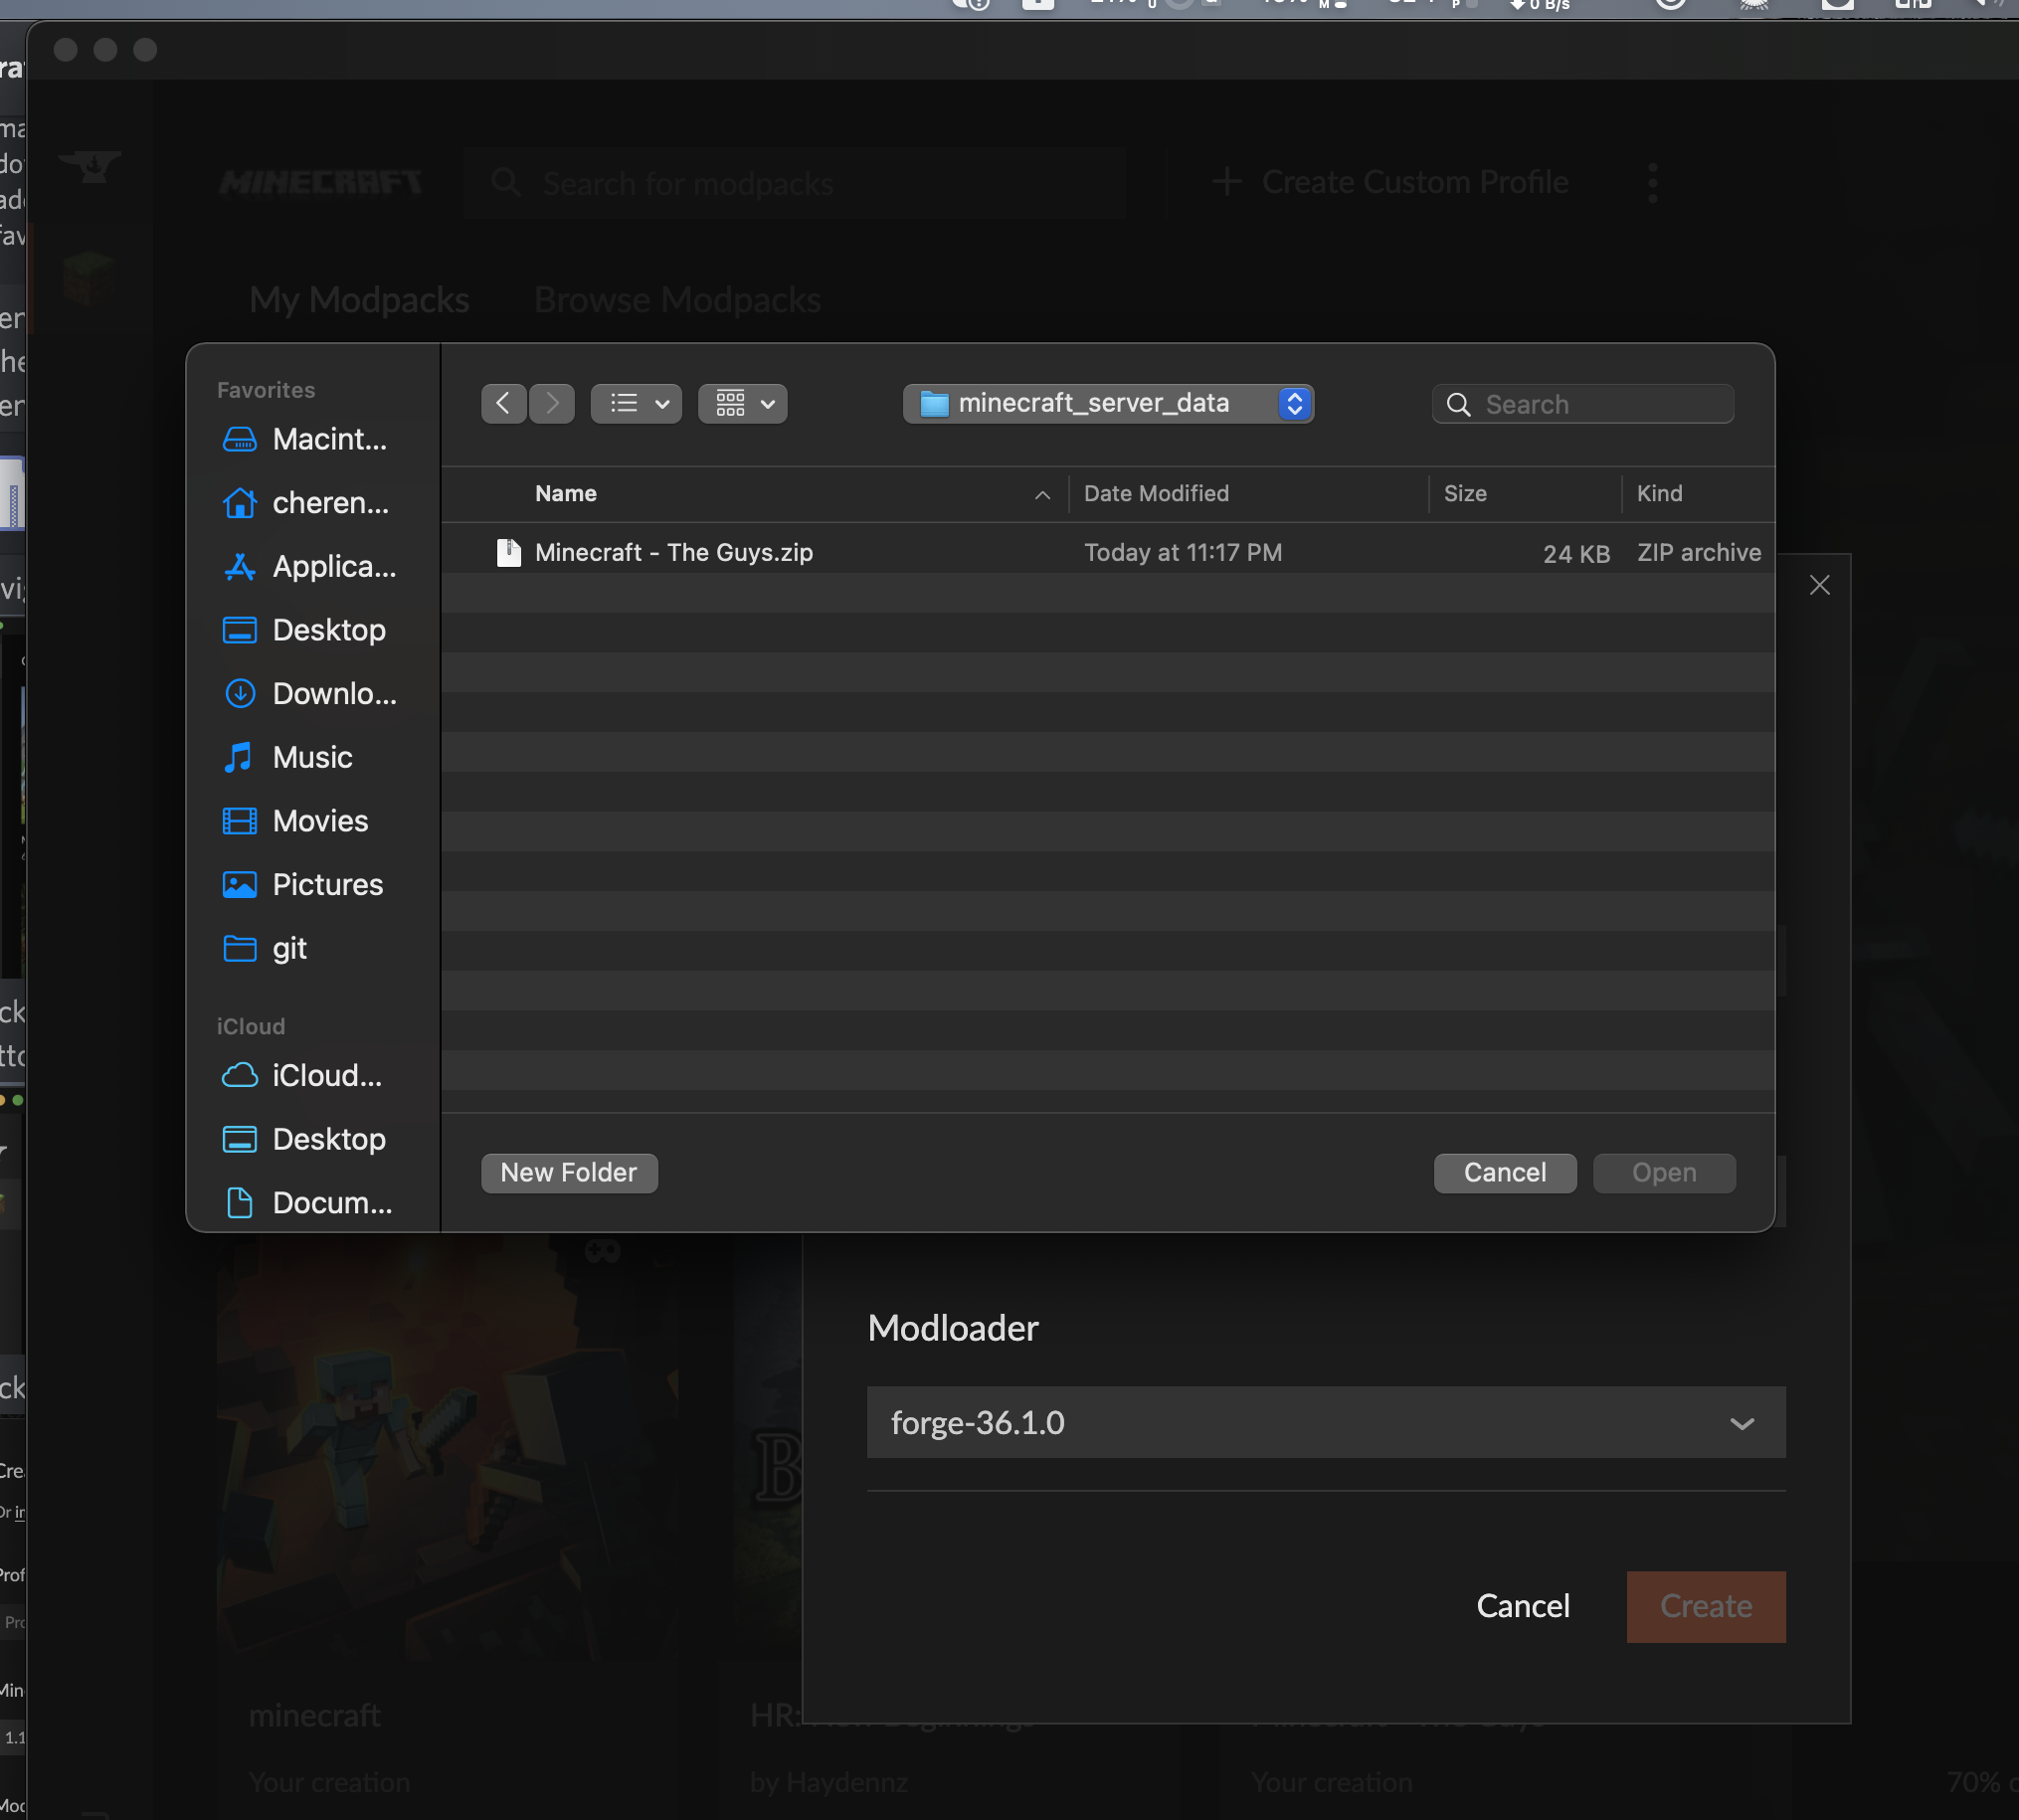 0 B/s
MINECRAFT
Search for modpacks
Create Custom Profile
My Modpacks
Browse Modpacks
Favorites
Macint...
cheren...
Applica...
Desktop
Downlo...
Music
Movies
Pictures
git
iCloud
iCloud...
Desktop
Docum...
minecraft_server_data
Search
Name
Date Modified
Size
Kind
Minecraft - The Guys.zip
Today at 11:17 PM
24 KB
ZIP archive
New Folder
Cancel
Open
Modloader
forge-36.1.0
Cancel
Create
minecraft
Your creation
HR:
by Haydennz
Your creation
70%